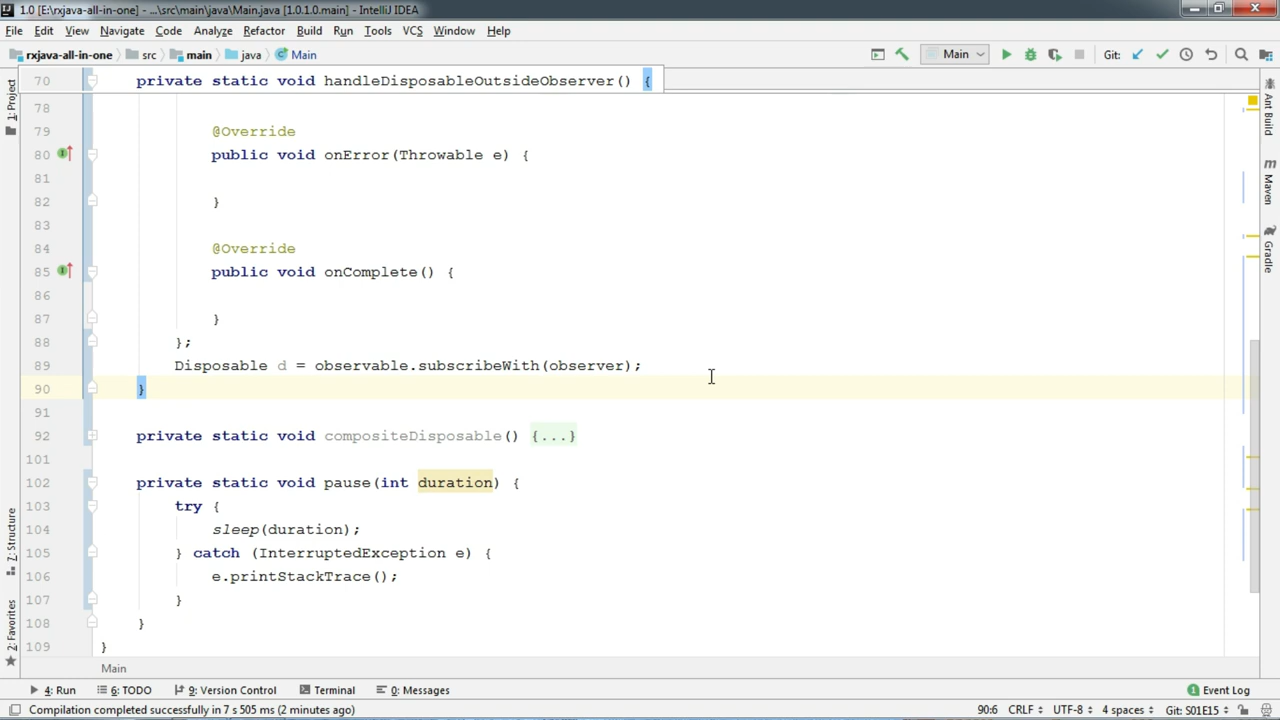 1.0 [E:\rxjava-all-in-one] - ...\src\main\java\Main.java [1.0.1.0.main] - IntelliJ IDEA
File Edit View Navigate Code Analyze Refactor Build Run Tools VCS Window Help
rxjava-all-in-one src main java Main Main Git:
70 private static void handleDisposableOutsideObserver() {
78
79 @Override
80 public void onError(Throwable e) {
81
82 }
83
84 @Override
85 public void onComplete() {
86
87 }
88 };
89 Disposable d = observable.subscribeWith(observer);
90 }
91
92 private static void compositeDisposable() {...}
101
102 private static void pause(int duration) {
103 try {
104 sleep(duration);
105 } catch (InterruptedException e) {
106 e.printStackTrace();
107 }
108 }
109 }
Main
1: Project
Z: Structure
2: Favorites
Ant Build
Maven
Gradle
4: Run 6: TODO 9: Version Control Terminal 0: Messages Event Log
Compilation completed successfully in 7 s 505 ms (2 minutes ago) 90:6 CRLF UTF-8 4 spaces Git: S01E15